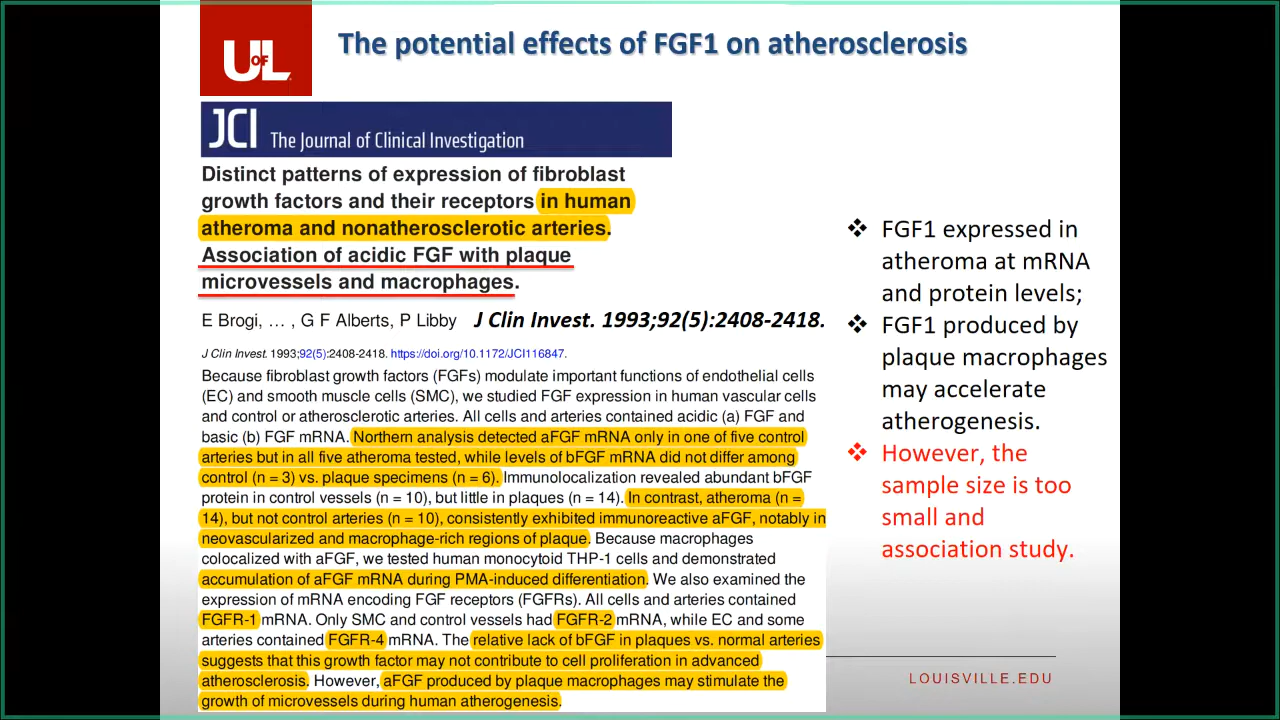 UL
OF
The potential effects of FGF1 on atherosclerosis
JCI The Journal of Clinical Investigation
Distinct patterns of expression of fibroblast
growth factors and their receptors in human
atheroma and nonatherosclerotic arteries.
Association of acidic FGF with plaque
microvessels and macrophages.
E Brogi, … , G F Alberts, P Libby
J Clin Invest. 1993;92(5):2408-2418.
J Clin Invest. 1993;92(5):2408-2418. https://doi.org/10.1172/JCI116847.
Because fibroblast growth factors (FGFs) modulate important functions of endothelial cells
(EC) and smooth muscle cells (SMC), we studied FGF expression in human vascular cells
and control or atherosclerotic arteries. All cells and arteries contained acidic (a) FGF and
basic (b) FGF mRNA. Northern analysis detected aFGF mRNA only in one of five control
arteries but in all five atheroma tested, while levels of bFGF mRNA did not differ among
control (n = 3) vs. plaque specimens (n = 6). Immunolocalization revealed abundant bFGF
protein in control vessels (n = 10), but little in plaques (n = 14). In contrast, atheroma (n =
14), but not control arteries (n = 10), consistently exhibited immunoreactive aFGF, notably in
neovascularized and macrophage-rich regions of plaque. Because macrophages
colocalized with aFGF, we tested human monocytoid THP-1 cells and demonstrated
accumulation of aFGF mRNA during PMA-induced differentiation. We also examined the
expression of mRNA encoding FGF receptors (FGFRs). All cells and arteries contained
FGFR-1 mRNA. Only SMC and control vessels had FGFR-2 mRNA, while EC and some
arteries contained FGFR-4 mRNA. The relative lack of bFGF in plaques vs. normal arteries
suggests that this growth factor may not contribute to cell proliferation in advanced
atherosclerosis. However, aFGF produced by plaque macrophages may stimulate the
growth of microvessels during human atherogenesis.
❖ FGF1 expressed in
atheroma at mRNA
and protein levels;
❖ FGF1 produced by
plaque macrophages
may accelerate
atherogenesis.
❖ However, the
sample size is too
small and
association study.
LOUISVILLE.EDU